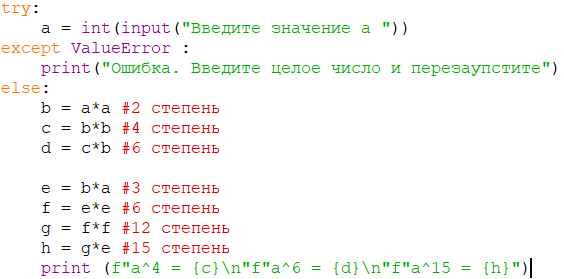 try:
    a = int(input("Введите значение a "))
except ValueError :
    print("Ошибка. Введите целое число и перезаупстите")
else:
    b = a*a #2 степень
    c = b*b #4 степень
    d = c*b #6 степень

    e = b*a #3 степень
    f = e*e #6 степень
    g = f*f #12 степень
    h = g*e #15 степень
    print (f"a^4 = {c}\n"f"a^6 = {d}\n"f"a^15 = {h}")